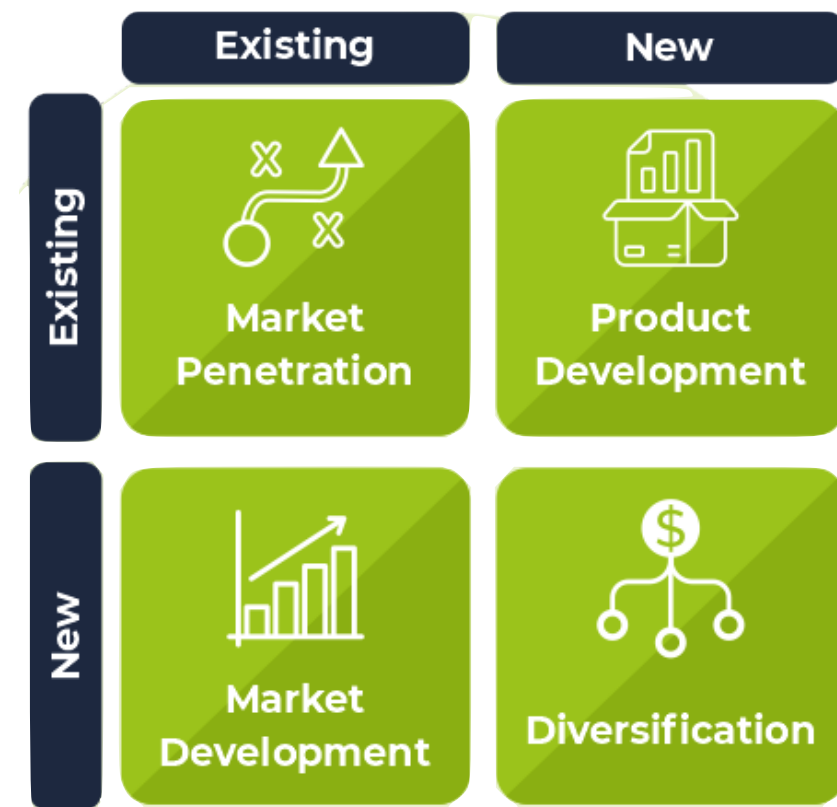 Existing
New
Existing
Market
Penetration
Product
Development
New
Market
Development
$
Diversification